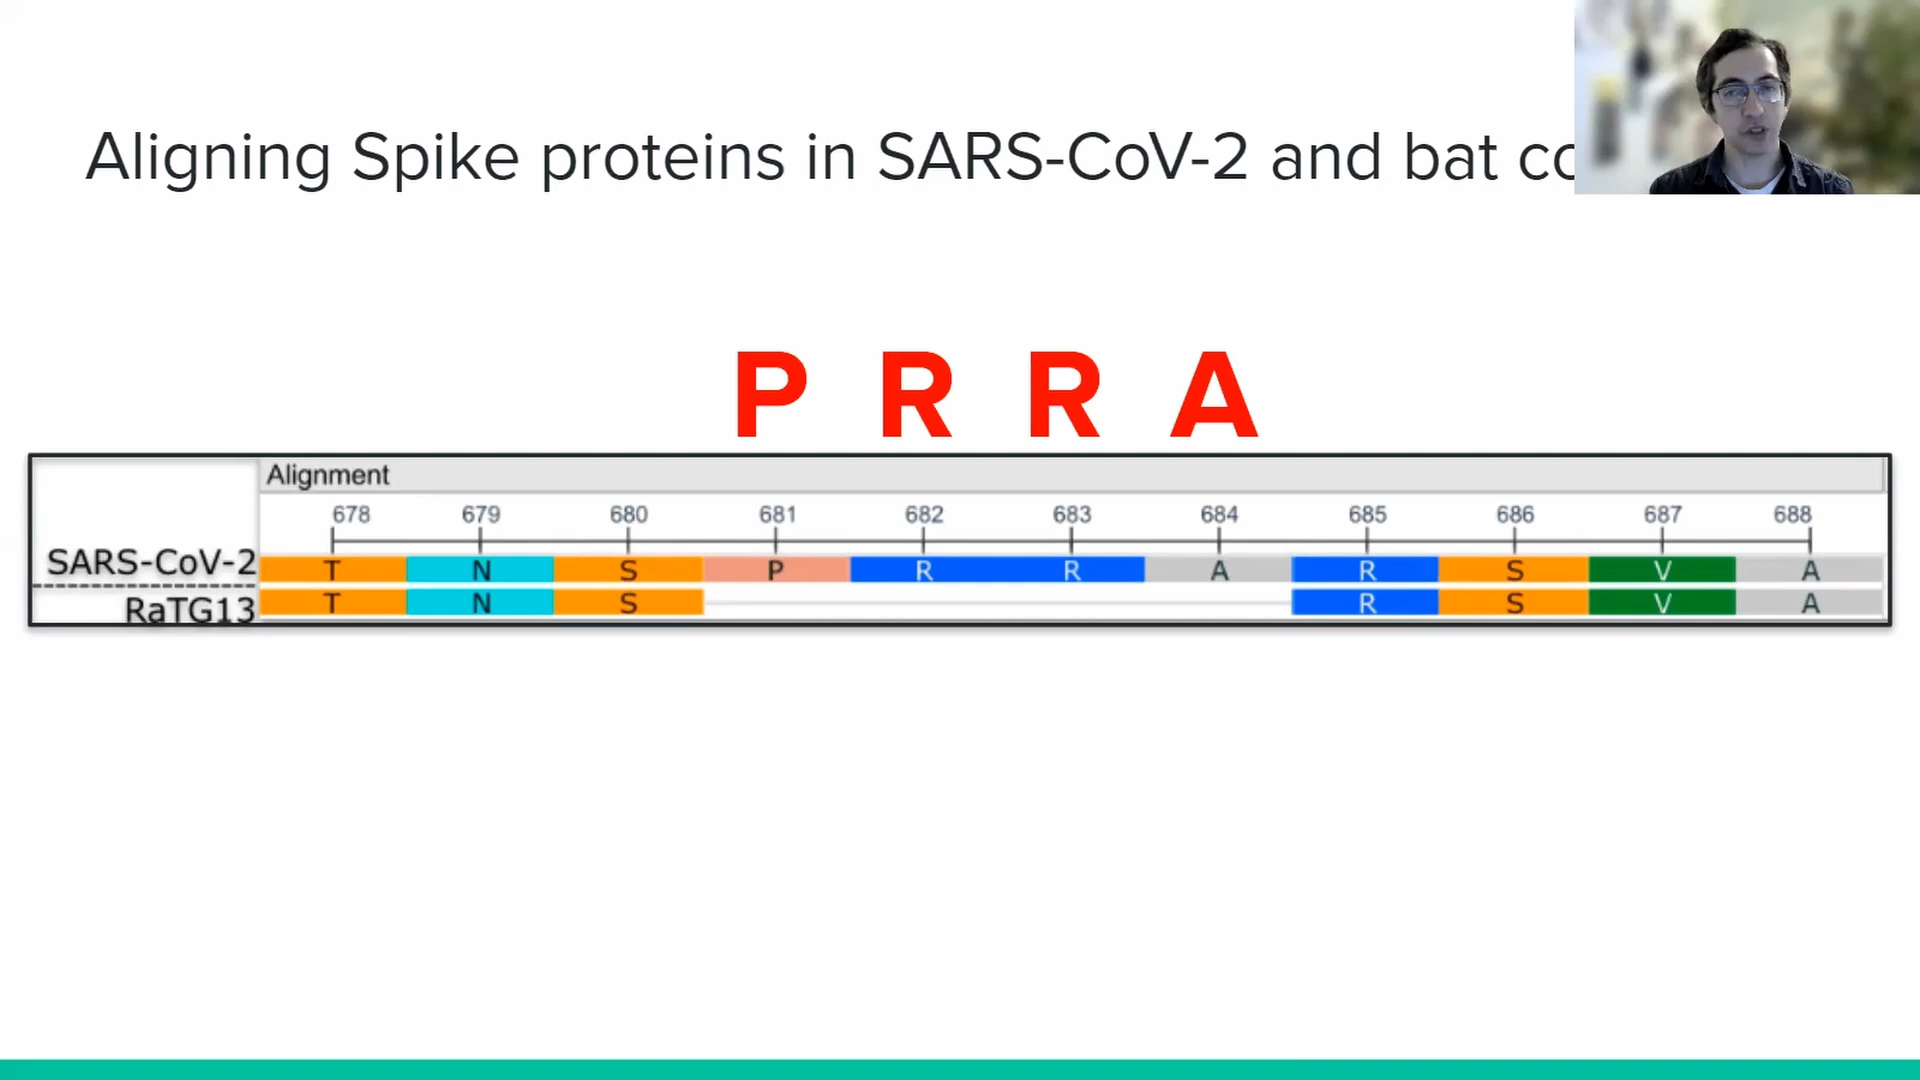 Aligning Spike proteins in SARS-CoV-2 and bat co
P R R A
Alignment
678 679 680 681 682 683 684 685 686 687 688
SARS-CoV-2 T N S P R R A R S V A
RaTG13 T N S R S V A